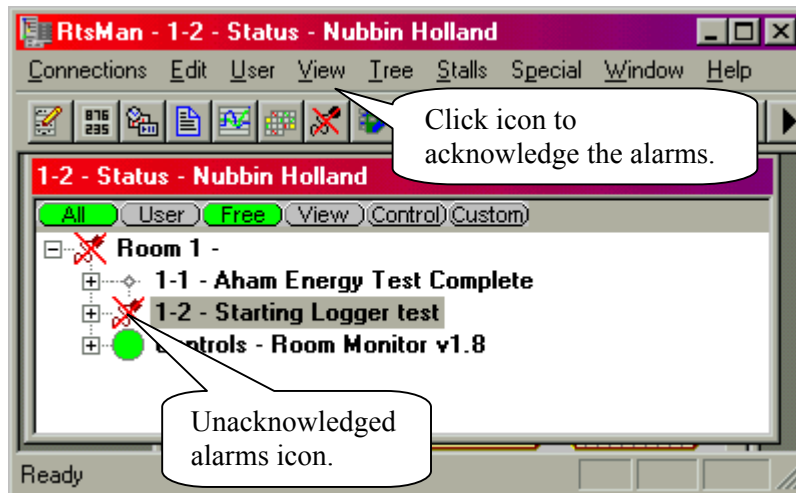 RtsMan - 1-2 - Status - Nubbin Holland
Connections Edit User View Tree Stalls Special Window Help
876
235
Click icon to
acknowledge the alarms.
1-2 - Status - Nubbin Holland
All User Free View Control Custom
Room 1 -
1-1 - Aham Energy Test Complete
1-2 - Starting Logger test
Controls - Room Monitor v1.8
Unacknowledged
alarms icon.
Ready